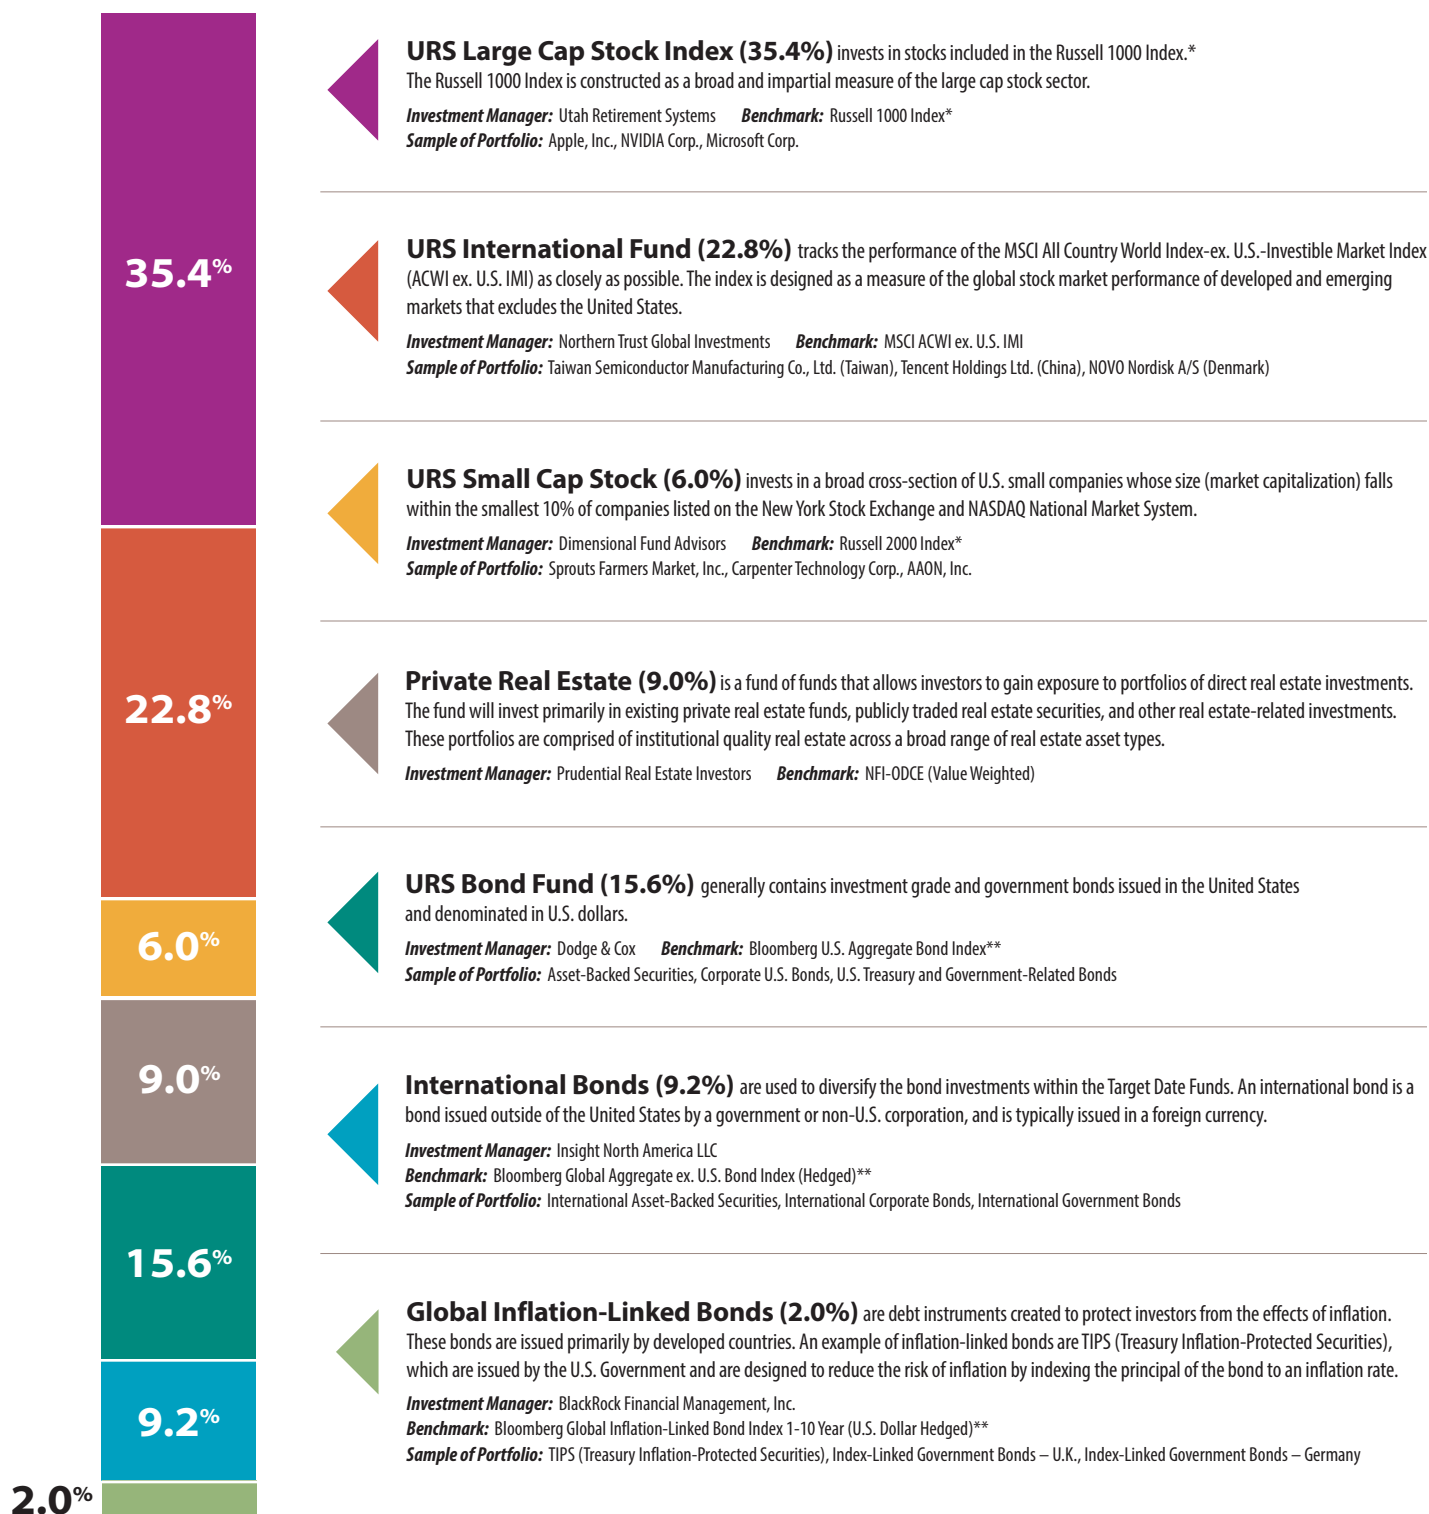 35.4%
22.8%
6.0%
9.0%
15.6%
9.2%
2.0%
URS Large Cap Stock Index (35.4%) invests in stocks included in the Russell 1000 Index.*
The Russell 1000 Index is constructed as a broad and impartial measure of the large cap stock sector.
Investment Manager: Utah Retirement Systems Benchmark: Russell 1000 Index*
Sample of Portfolio: Apple, Inc., NVIDIA Corp., Microsoft Corp.
URS International Fund (22.8%) tracks the performance of the MSCI All Country World Index-ex. U.S.-Investible Market Index
(ACWI ex. U.S. IMI) as closely as possible. The index is designed as a measure of the global stock market performance of developed and emerging
markets that excludes the United States.
Investment Manager: Northern Trust Global Investments Benchmark: MSCI ACWI ex. U.S. IMI
Sample of Portfolio: Taiwan Semiconductor Manufacturing Co., Ltd. (Taiwan), Tencent Holdings Ltd. (China), NOVO Nordisk A/S (Denmark)
URS Small Cap Stock (6.0%) invests in a broad cross-section of U.S. small companies whose size (market capitalization) falls
within the smallest 10% of companies listed on the New York Stock Exchange and NASDAQ National Market System.
Investment Manager: Dimensional Fund Advisors Benchmark: Russell 2000 Index*
Sample of Portfolio: Sprouts Farmers Market, Inc., Carpenter Technology Corp., AAON, Inc.
Private Real Estate (9.0%) is a fund of funds that allows investors to gain exposure to portfolios of direct real estate investments.
The fund will invest primarily in existing private real estate funds, publicly traded real estate securities, and other real estate-related investments.
These portfolios are comprised of institutional quality real estate across a broad range of real estate asset types.
Investment Manager: Prudential Real Estate Investors Benchmark: NFI-ODCE (Value Weighted)
URS Bond Fund (15.6%) generally contains investment grade and government bonds issued in the United States
and denominated in U.S. dollars.
Investment Manager: Dodge & Cox Benchmark: Bloomberg U.S. Aggregate Bond Index**
Sample of Portfolio: Asset-Backed Securities, Corporate U.S. Bonds, U.S. Treasury and Government-Related Bonds
International Bonds (9.2%) are used to diversify the bond investments within the Target Date Funds. An international bond is a
bond issued outside of the United States by a government or non-U.S. corporation, and is typically issued in a foreign currency.
Investment Manager: Insight North America LLC
Benchmark: Bloomberg Global Aggregate ex. U.S. Bond Index (Hedged)**
Sample of Portfolio: International Asset-Backed Securities, International Corporate Bonds, International Government Bonds
Global Inflation-Linked Bonds (2.0%) are debt instruments created to protect investors from the effects of inflation.
These bonds are issued primarily by developed countries. An example of inflation-linked bonds are TIPS (Treasury Inflation-Protected Securities),
which are issued by the U.S. Government and are designed to reduce the risk of inflation by indexing the principal of the bond to an inflation rate.
Investment Manager: BlackRock Financial Management, Inc.
Benchmark: Bloomberg Global Inflation-Linked Bond Index 1-10 Year (U.S. Dollar Hedged)**
Sample of Portfolio: TIPS (Treasury Inflation-Protected Securities), Index-Linked Government Bonds – U.K., Index-Linked Government Bonds – Germany